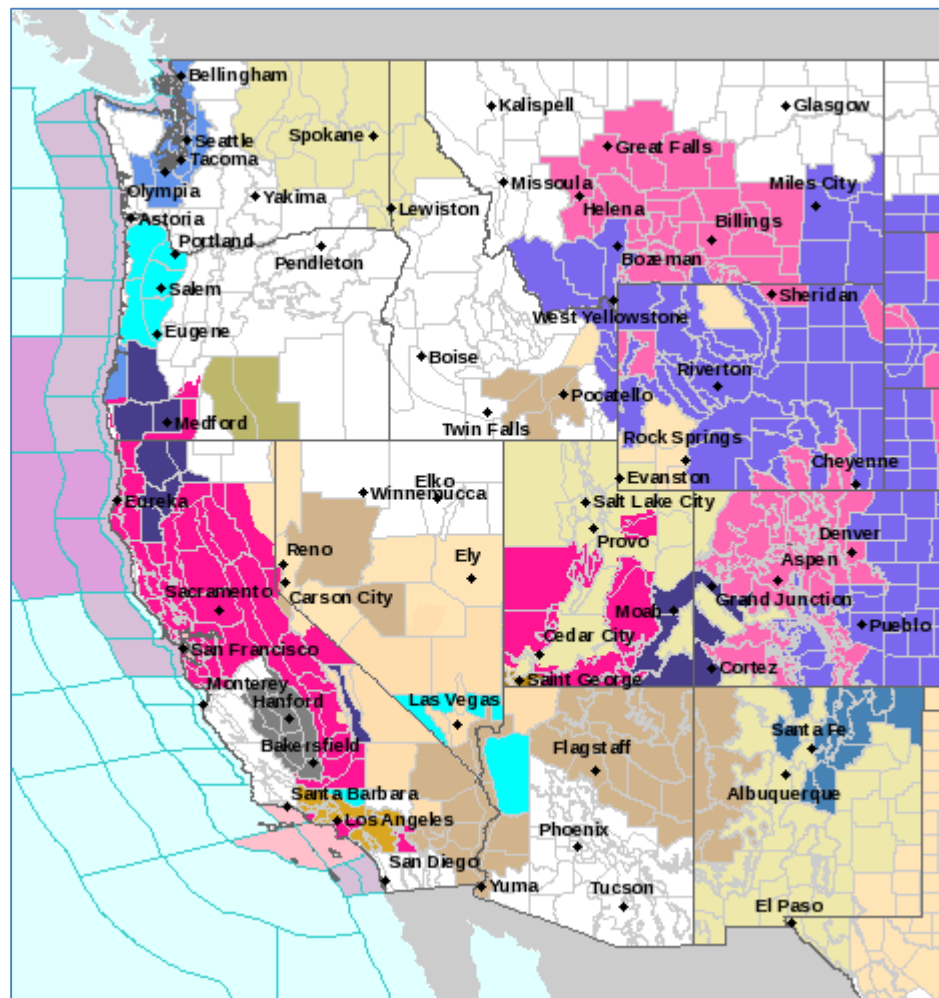 Bellingham
Kalispell
Glasgow
Spokane
Seattle
Great Falls
Tacoma
Olympia
Missoula
Miles City
Yakima
Lewiston
Helena
Astoria
Billings
Portland
Pendleton
Bozeman
Salem
Sheridan
West Yellowstone
Eugene
Boise
Riverton
Pocatello
Medford
Twin Falls
Rock Springs
Cheyenne
Elko
Evanston
Winnemucca
Eureka
Salt Lake City
Provo
Denver
Reno
Ely
Aspen
Sacramento
Carson City
Moab
Grand Junction
Pueblo
Cedar City
San Francisco
Cortez
Saint George
Monterey
Hanford
Las Vegas
Santa Fe
Bakersfield
Flagstaff
Albuquerque
Santa Barbara
Los Angeles
Phoenix
San Diego
Yuma
Tucson
El Paso